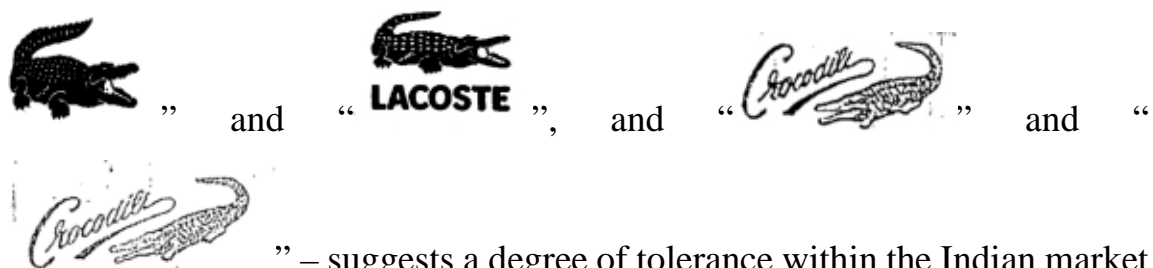 ” and “ LACOSTE ”, and “ Crocodile ” and “
Crocodile ” – suggests a degree of tolerance within the Indian market